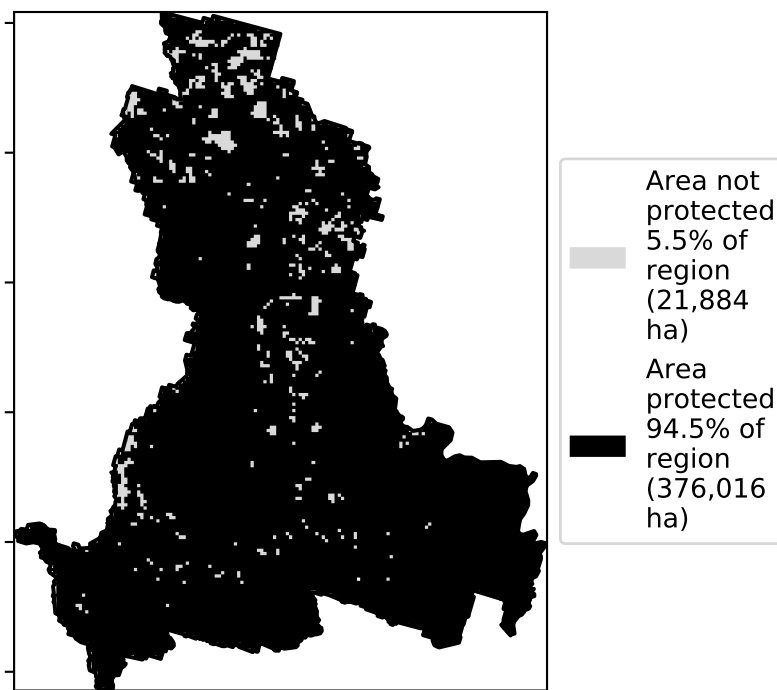 Area not
protected
5.5% of
region
(21,884
ha)
Area
protected
94.5% of
region
(376,016
ha)